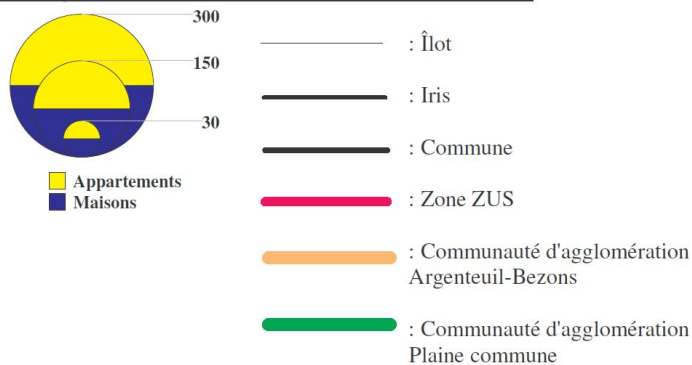 300
150
30
Appartements
Maisons
: Îlot
: Iris
: Commune
: Zone ZUS
: Communauté d'agglomération
Argenteuil-Bezons
: Communauté d'agglomération
Plaine commune